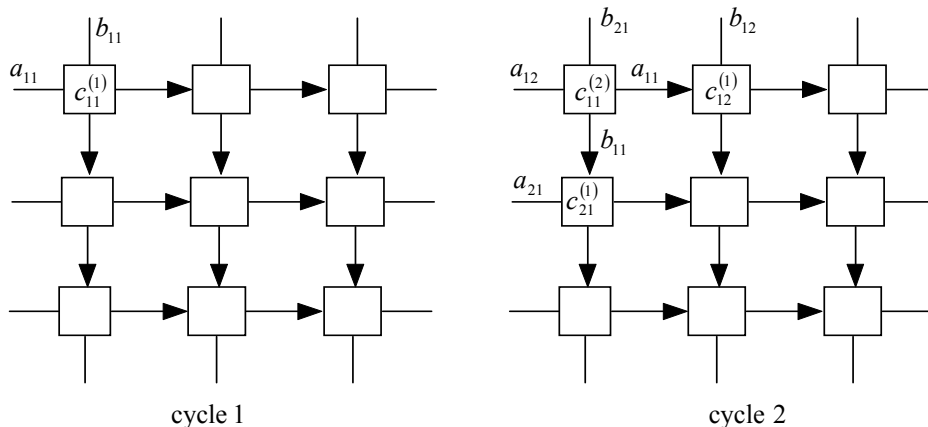 b₁₁
a₁₁
c₁₁⁽¹⁾
cycle 1
b₂₁ b₁₂
a₁₂ a₁₁
c₁₁⁽²⁾ c₁₂⁽¹⁾
b₁₁
a₂₁
c₂₁⁽¹⁾
cycle 2